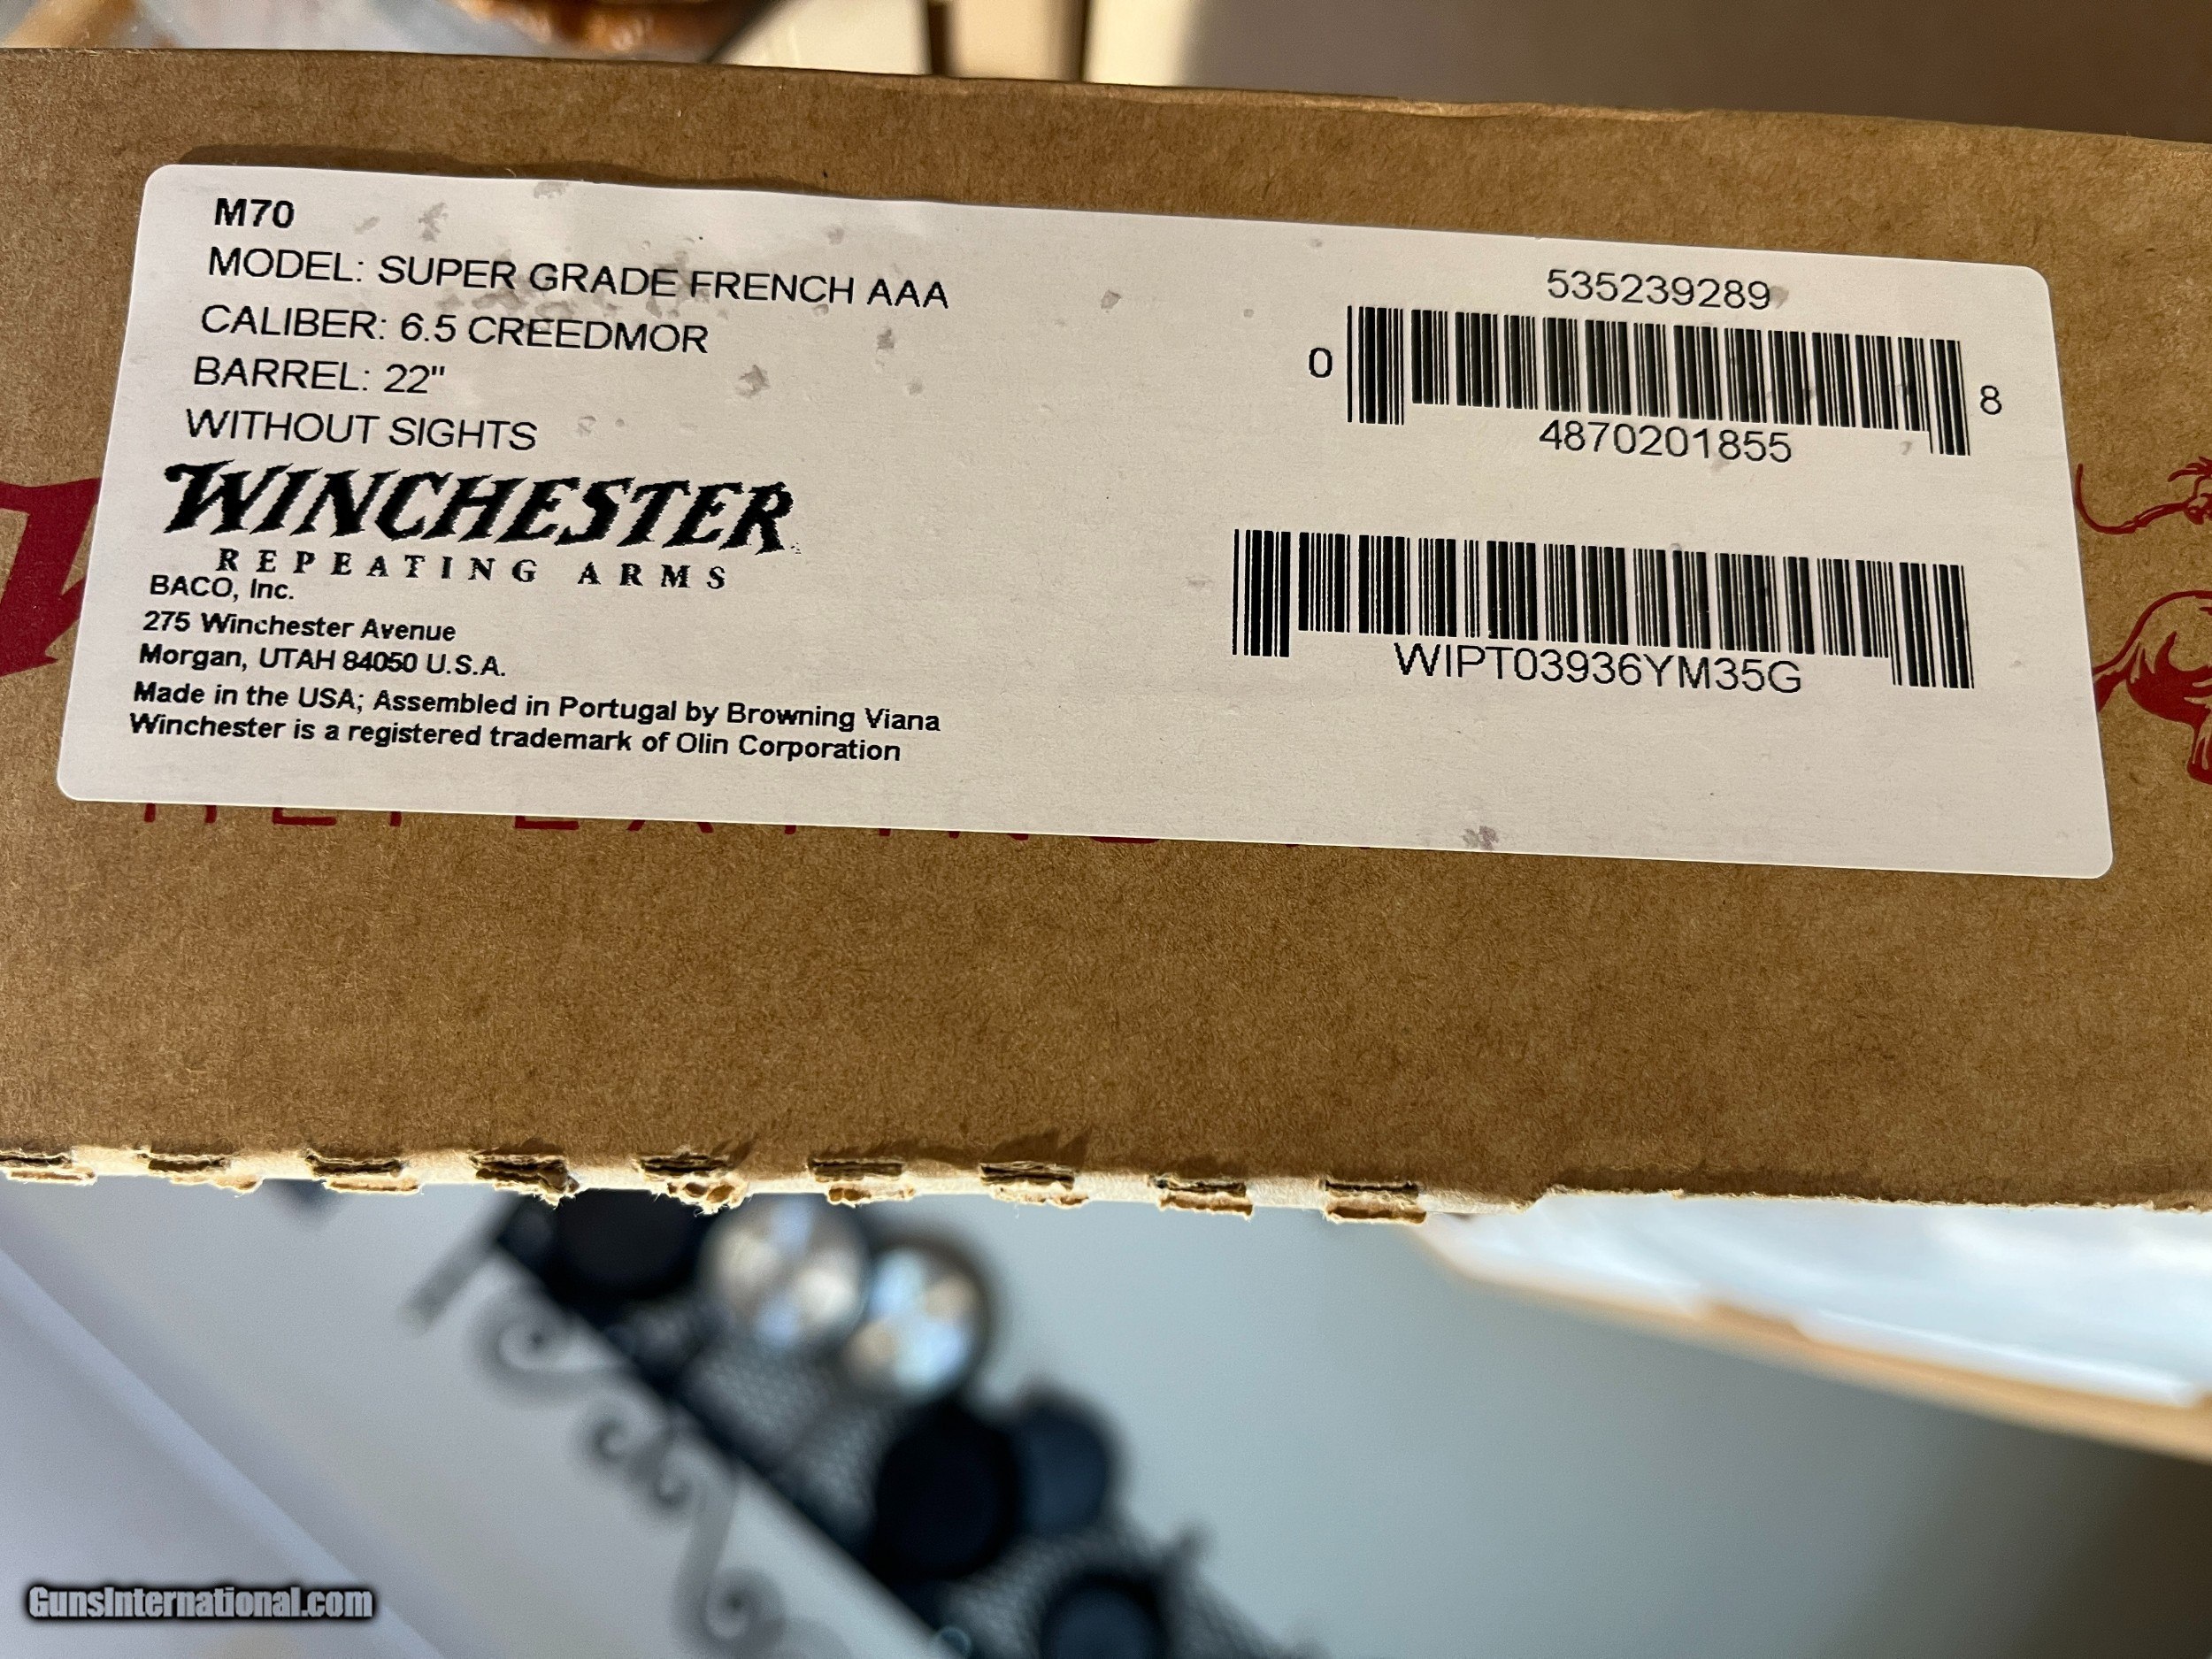 M70
MODEL: SUPER GRADE FRENCH AAA
CALIBER: 6.5 CREEDMOR
BARREL: 22"
WITHOUT SIGHTS
WINCHESTER
REPEATING ARMS
BACO, Inc.
275 Winchester Avenue
Morgan, UTAH 84050 U.S.A.
Made in the USA; Assembled in Portugal by Browning Viana
Winchester is a registered trademark of Olin Corporation
535239289
0 8
4870201855
WIPT03936YM35G
GunsInternational.com